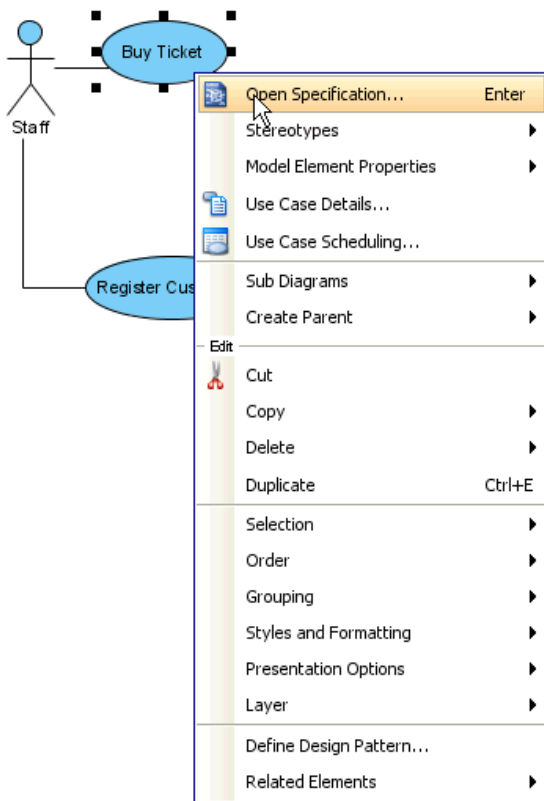 Buy Ticket
Staff
Register Cus
Open Specification... Enter
Stereotypes
Model Element Properties
Use Case Details...
Use Case Scheduling...
Sub Diagrams
Create Parent
Edit
Cut
Copy
Delete
Duplicate Ctrl+E
Selection
Order
Grouping
Styles and Formatting
Presentation Options
Layer
Define Design Pattern...
Related Elements